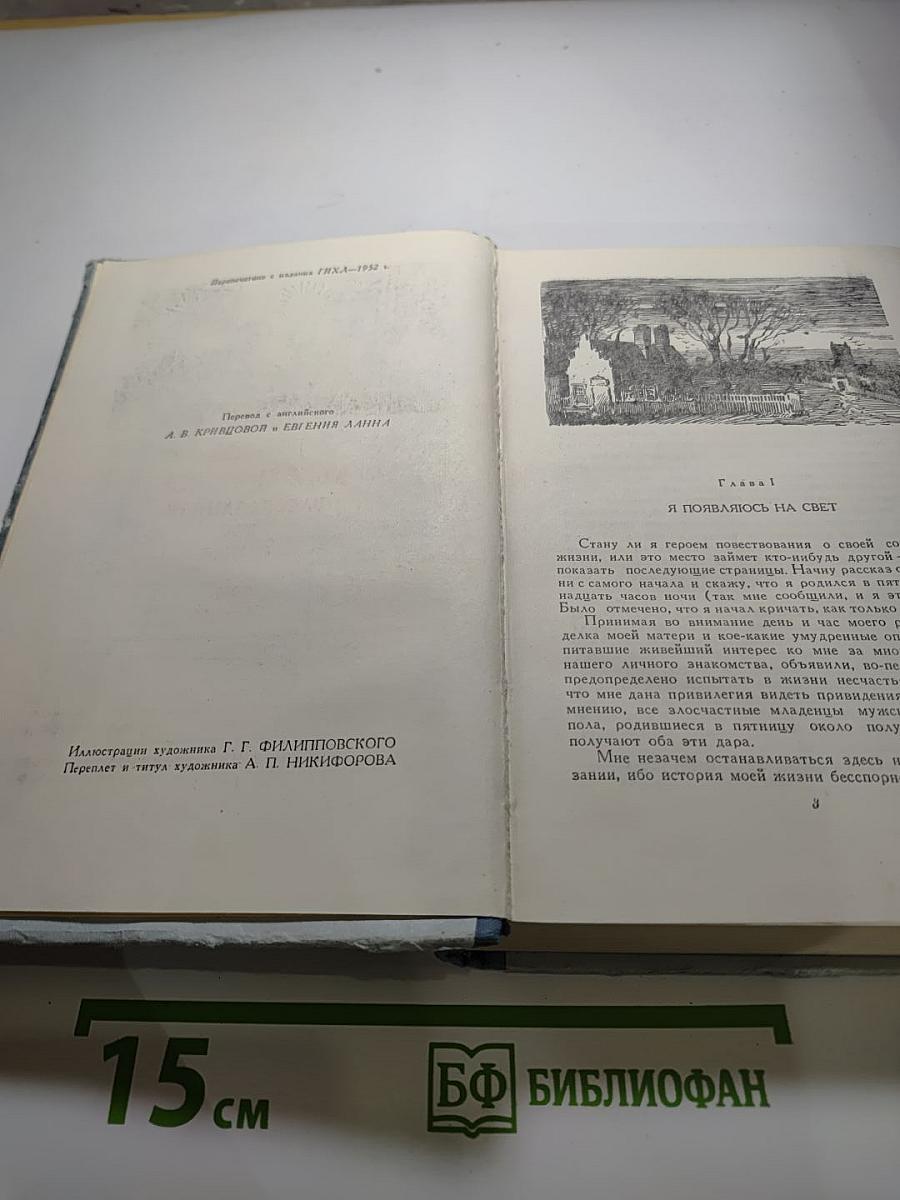 Перепечатано с издания ГИХЛ—1952 г.
Перевод с английского
А. В. КРИВЦОВОЙ и ЕВГЕНИЯ ЛАННА
Иллюстрации художника Г. Г. ФИЛИППОВСКОГО
Переплет и титул художника А. П. НИКИФОРОВА
Глава I
Я ПОЯВЛЯЮСЬ НА СВЕТ
Стану ли я героем повествования о своей со
жизни, или это место займет кто-нибудь другой —
показать последующие страницы. Начну рассказ
ни с самого начала и скажу, что я родился в пят
надцать часов ночи (так мне сообщили, и я эт
Было отмечено, что я начал кричать, как только
Принимая во внимание день и час моего р
делка моей матери и кое-какие умудренные оп
питавшие живейший интерес ко мне за мно
нашего личного знакомства, объявили, во-пе
предопределено испытать в жизни несчасть
что мне дана привилегия видеть привидения
мнению, все злосчастные младенцы мужск
пола, родившиеся в пятницу около полу
получают оба эти дара.
Мне незачем останавливаться здесь н
зании, ибо история моей жизни бесспорн
3
15 см
БФ БИБЛИОФАН